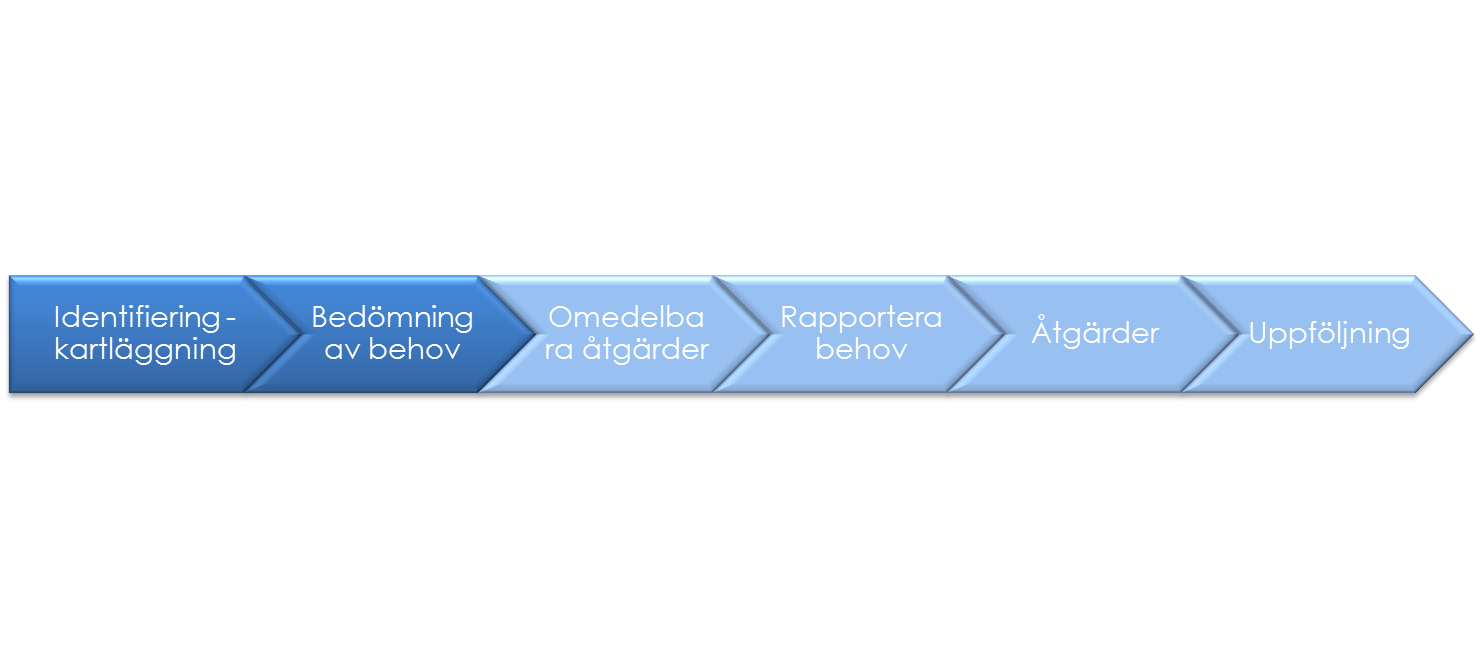 Identifiering -
kartläggning
Bedömning
av behov
Omedelba
ra åtgärder
Rapportera
behov
Åtgärder
Uppföljning